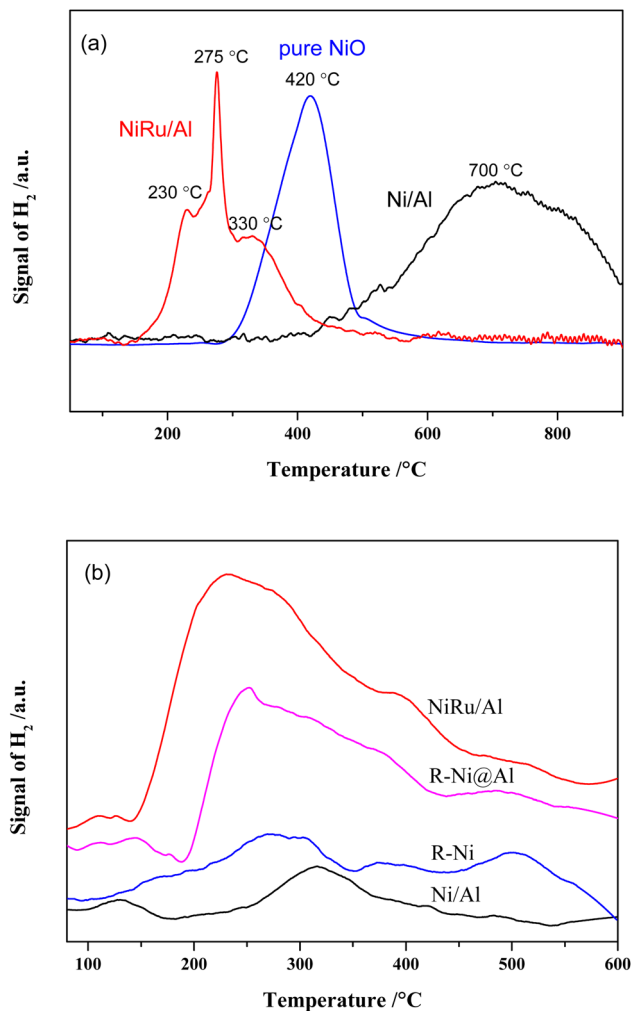 (a)
275 °C
pure NiO
420 °C
NiRu/Al
230 °C
330 °C
700 °C
Ni/Al
Signal of H2 /a.u.
200 400 600 800
Temperature /°C
(b)
NiRu/Al
R-Ni@Al
R-Ni
Ni/Al
Signal of H2 /a.u.
100 200 300 400 500 600
Temperature /°C